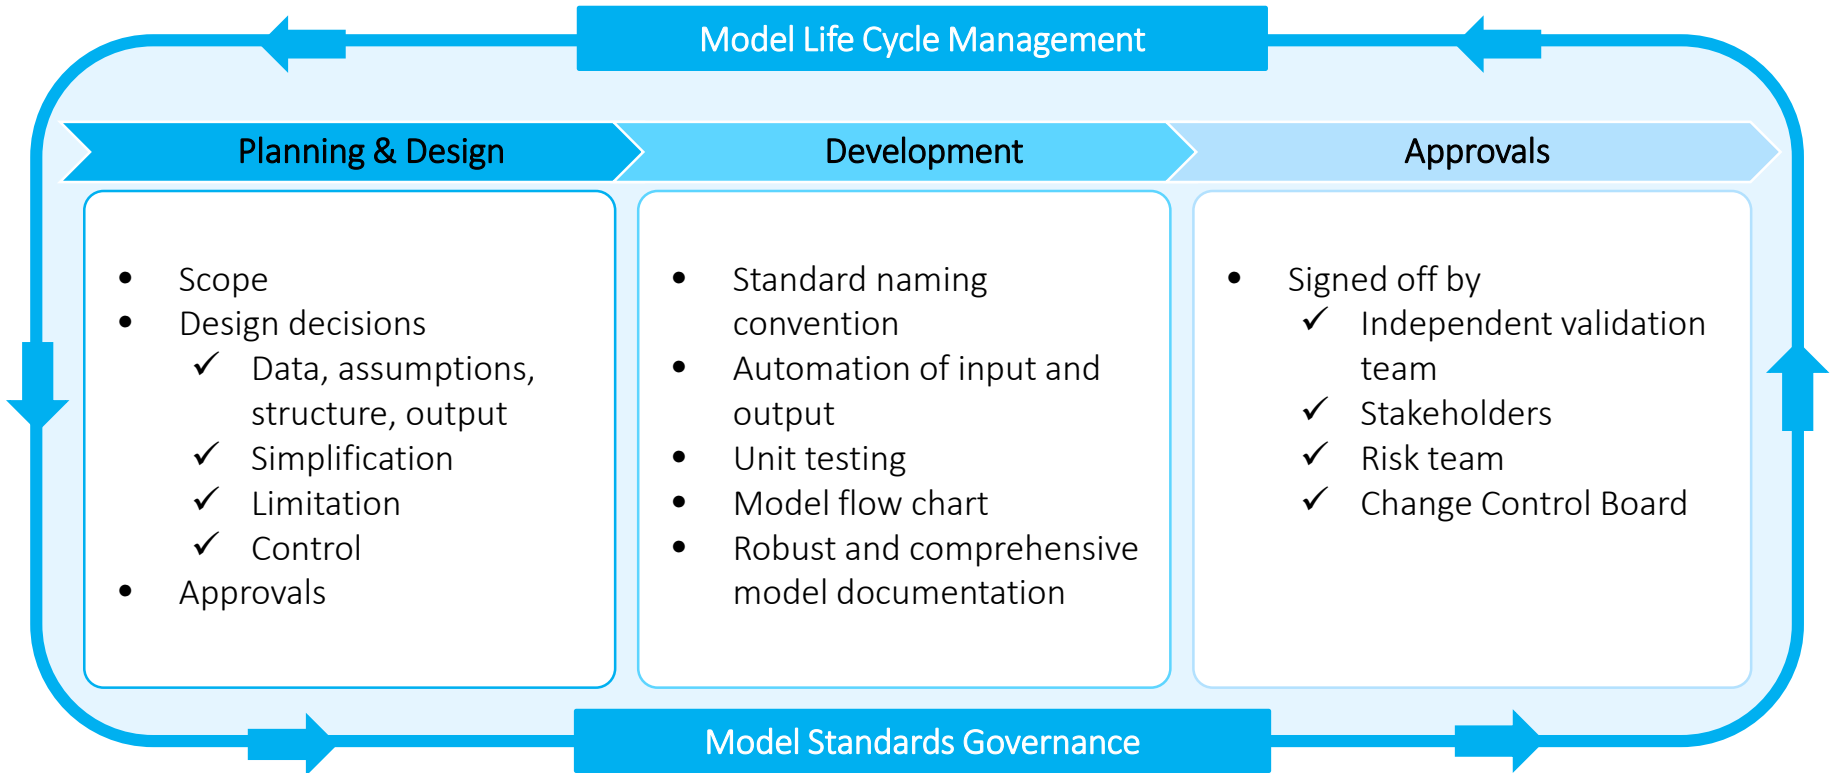 Model Life Cycle Management
Planning & Design
Development
Approvals
• Scope
• Design decisions
✓ Data, assumptions,
structure, output
✓ Simplification
✓ Limitation
✓ Control
• Approvals
• Standard naming
convention
• Automation of input and
output
• Unit testing
• Model flow chart
• Robust and comprehensive
model documentation
• Signed off by
✓ Independent validation
team
✓ Stakeholders
✓ Risk team
✓ Change Control Board
Model Standards Governance